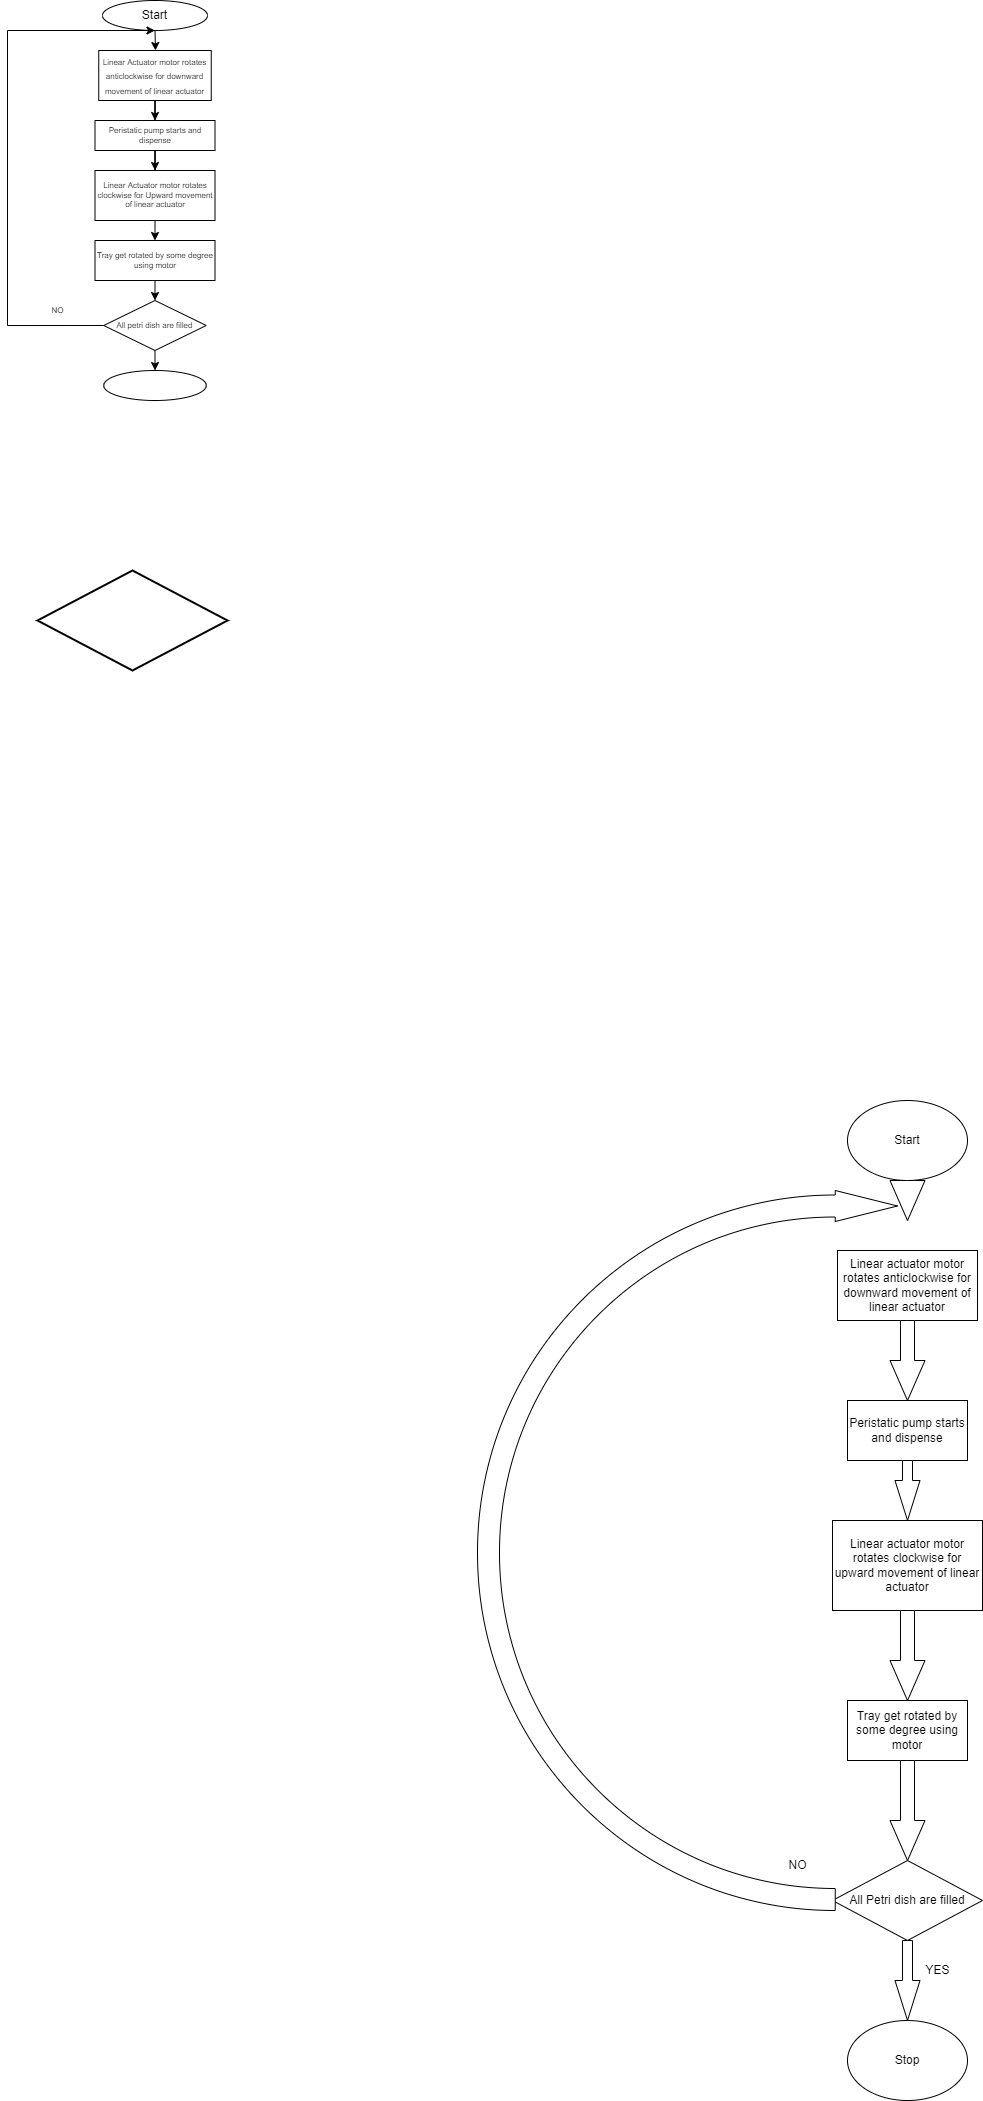 Start
Linear Actuator motor rotates
anticlockwise for downward
movement of linear actuator
Peristatic pump starts and
dispense
Linear Actuator motor rotates
clockwise for Upward movement
of linear actuator
Tray get rotated by some degree
using motor
NO
All petri dish are filled
Start
Linear actuator motor
rotates anticlockwise for
downward movement of
linear actuator
Peristatic pump starts
and dispense
Linear actuator motor
rotates clockwise for
upward movement of linear
actuator
Tray get rotated by
some degree using
motor
NO
All Petri dish are filled
YES
Stop